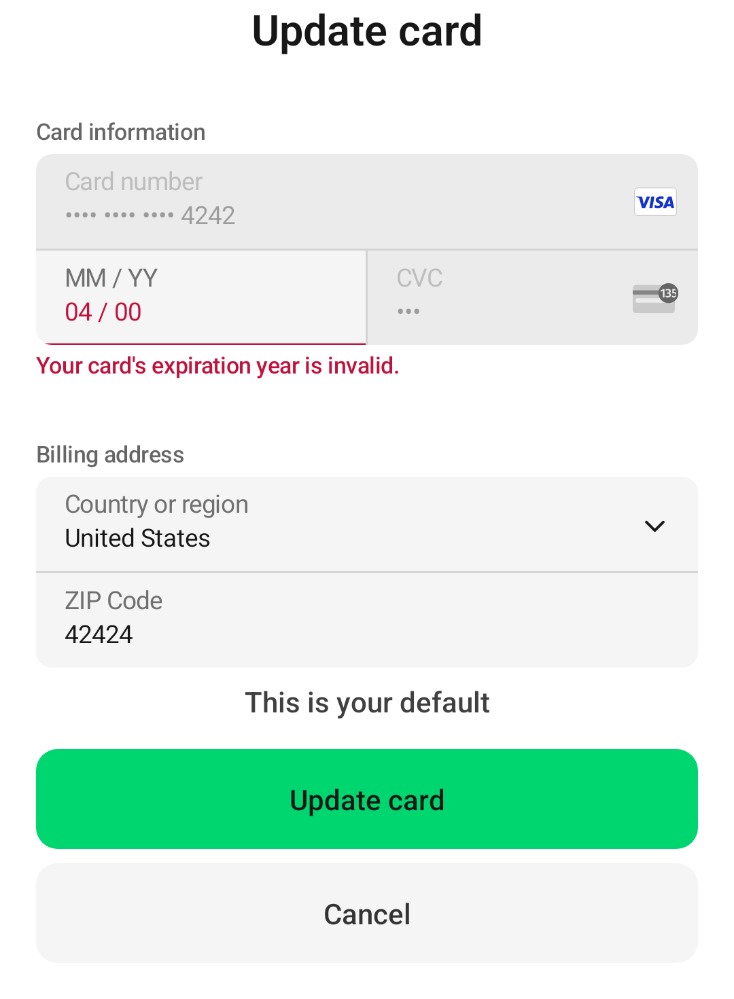 Update card
Card information
Card number
•••• •••• •••• 4242
VISA
MM / YY
04 / 00
CVC
•••
135
Your card's expiration year is invalid.
Billing address
Country or region
United States
ZIP Code
42424
This is your default
Update card
Cancel